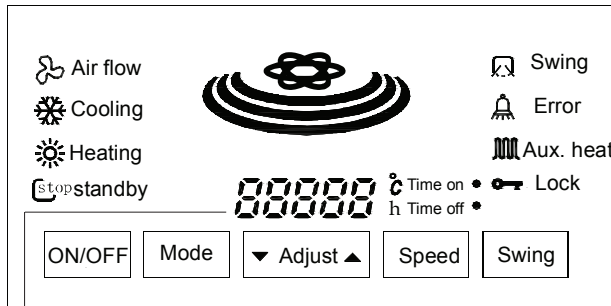 Air flow
Swing
Cooling
Error
Heating
Aux. heat
stop standby
88888
°c Time on
Lock
h Time off
ON/OFF
Mode
▼ Adjust ▲
Speed
Swing